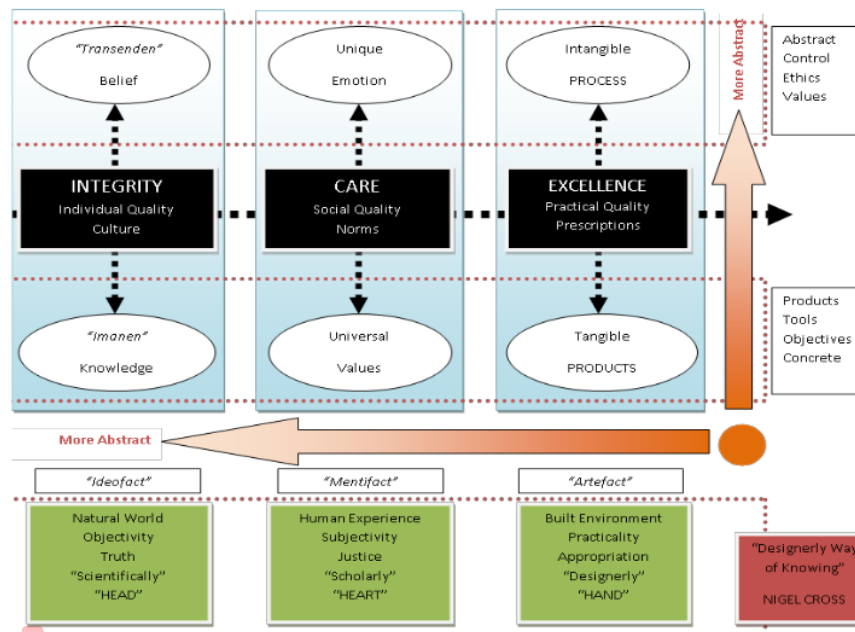 “Transenden”
Belief
Unique
Emotion
Intangible
PROCESS
More Abstract
Abstract
Control
Ethics
Values
INTEGRITY
Individual Quality
Culture
CARE
Social Quality
Norms
EXCELLENCE
Practical Quality
Prescriptions
“Imanen”
Knowledge
Universal
Values
Tangible
PRODUCTS
Products
Tools
Objectives
Concrete
More Abstract
“Ideofact”
“Mentifact”
“Artefact”
Natural World
Objectivity
Truth
“Scientifically”
“HEAD”
Human Experience
Subjectivity
Justice
“Scholarly”
“HEART”
Built Environment
Practicality
Appropriation
“Designerly”
“HAND”
“Designerly Way
of Knowing”
NIGEL CROSS